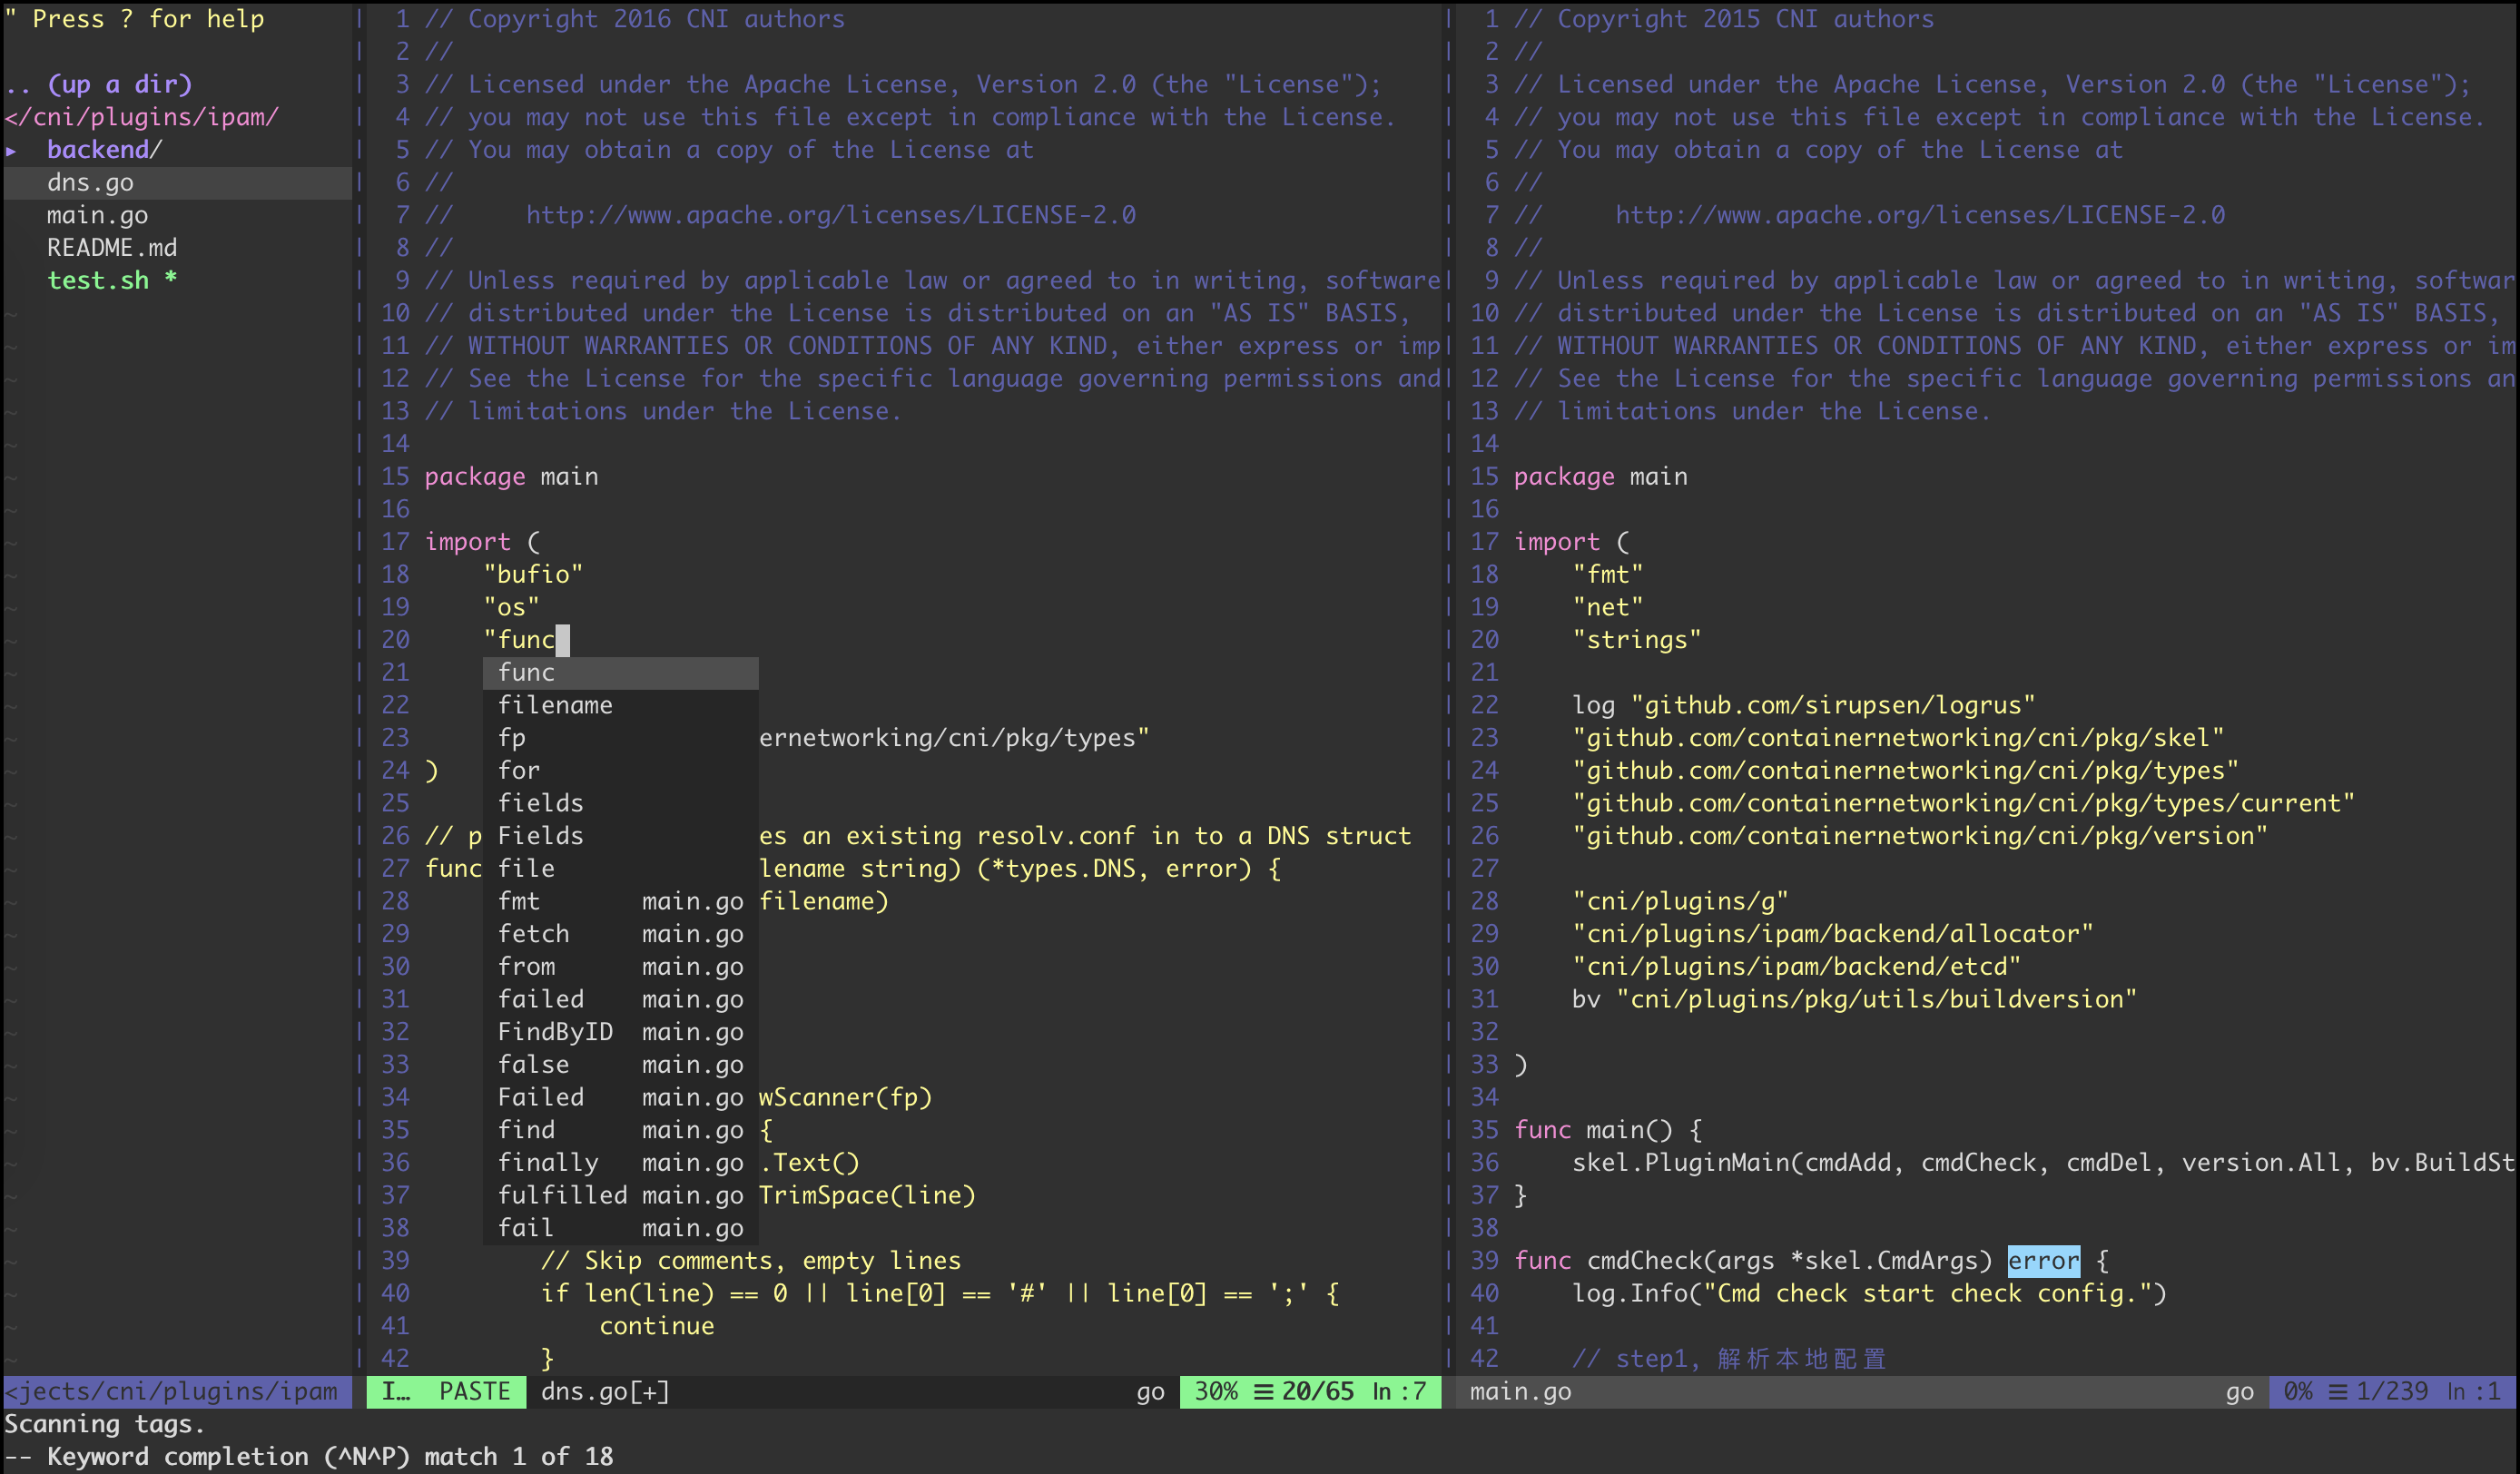 " Press ? for help
.. (up a dir)
</cni/plugins/ipam/
▸  backend/
dns.go
main.go
README.md
test.sh *
<jects/cni/plugins/ipam
1 // Copyright 2016 CNI authors
2 //
3 // Licensed under the Apache License, Version 2.0 (the "License");
4 // you may not use this file except in compliance with the License.
5 // You may obtain a copy of the License at
6 //
7 //     http://www.apache.org/licenses/LICENSE-2.0
8 //
9 // Unless required by applicable law or agreed to in writing, software
10 // distributed under the License is distributed on an "AS IS" BASIS,
11 // WITHOUT WARRANTIES OR CONDITIONS OF ANY KIND, either express or imp
12 // See the License for the specific language governing permissions and
13 // limitations under the License.
14
15 package main
16
17 import (
18     "bufio"
19     "os"
20     "func
21   func
22   filename
23   fp ernetworking/cni/pkg/types"
24 )  for
25   fields
26 // p Fields es an existing resolv.conf in to a DNS struct
27 func file lename string) (*types.DNS, error) {
28   fmt       main.go filename)
29   fetch     main.go
30   from      main.go
31   failed    main.go
32   FindByID  main.go
33   false     main.go
34   Failed    main.go wScanner(fp)
35   find      main.go {
36   finally   main.go .Text()
37   fulfilled main.go TrimSpace(line)
38   fail      main.go
39         // Skip comments, empty lines
40         if len(line) == 0 || line[0] == '#' || line[0] == ';' {
41             continue
42         }
I… PASTE dns.go[+] go 30% ☰ 20/65 ln :7
1 // Copyright 2015 CNI authors
2 //
3 // Licensed under the Apache License, Version 2.0 (the "License");
4 // you may not use this file except in compliance with the License.
5 // You may obtain a copy of the License at
6 //
7 //     http://www.apache.org/licenses/LICENSE-2.0
8 //
9 // Unless required by applicable law or agreed to in writing, softwar
10 // distributed under the License is distributed on an "AS IS" BASIS,
11 // WITHOUT WARRANTIES OR CONDITIONS OF ANY KIND, either express or im
12 // See the License for the specific language governing permissions an
13 // limitations under the License.
14
15 package main
16
17 import (
18     "fmt"
19     "net"
20     "strings"
21
22     log "github.com/sirupsen/logrus"
23     "github.com/containernetworking/cni/pkg/skel"
24     "github.com/containernetworking/cni/pkg/types"
25     "github.com/containernetworking/cni/pkg/types/current"
26     "github.com/containernetworking/cni/pkg/version"
27
28     "cni/plugins/g"
29     "cni/plugins/ipam/backend/allocator"
30     "cni/plugins/ipam/backend/etcd"
31     bv "cni/plugins/pkg/utils/buildversion"
32
33 )
34
35 func main() {
36     skel.PluginMain(cmdAdd, cmdCheck, cmdDel, version.All, bv.BuildSt
37 }
38
39 func cmdCheck(args *skel.CmdArgs) error {
40     log.Info("Cmd check start check config.")
41
42     // step1, 解析本地配置
main.go go 0% ☰ 1/239 ln :1
Scanning tags.
-- Keyword completion (^N^P) match 1 of 18